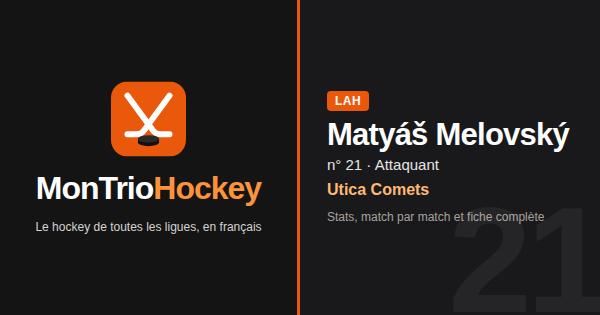 MonTrioHockey
Le hockey de toutes les ligues, en français
LAH
Matyáš Melovský
n° 21 · Attaquant
Utica Comets
Stats, match par match et fiche complète
21